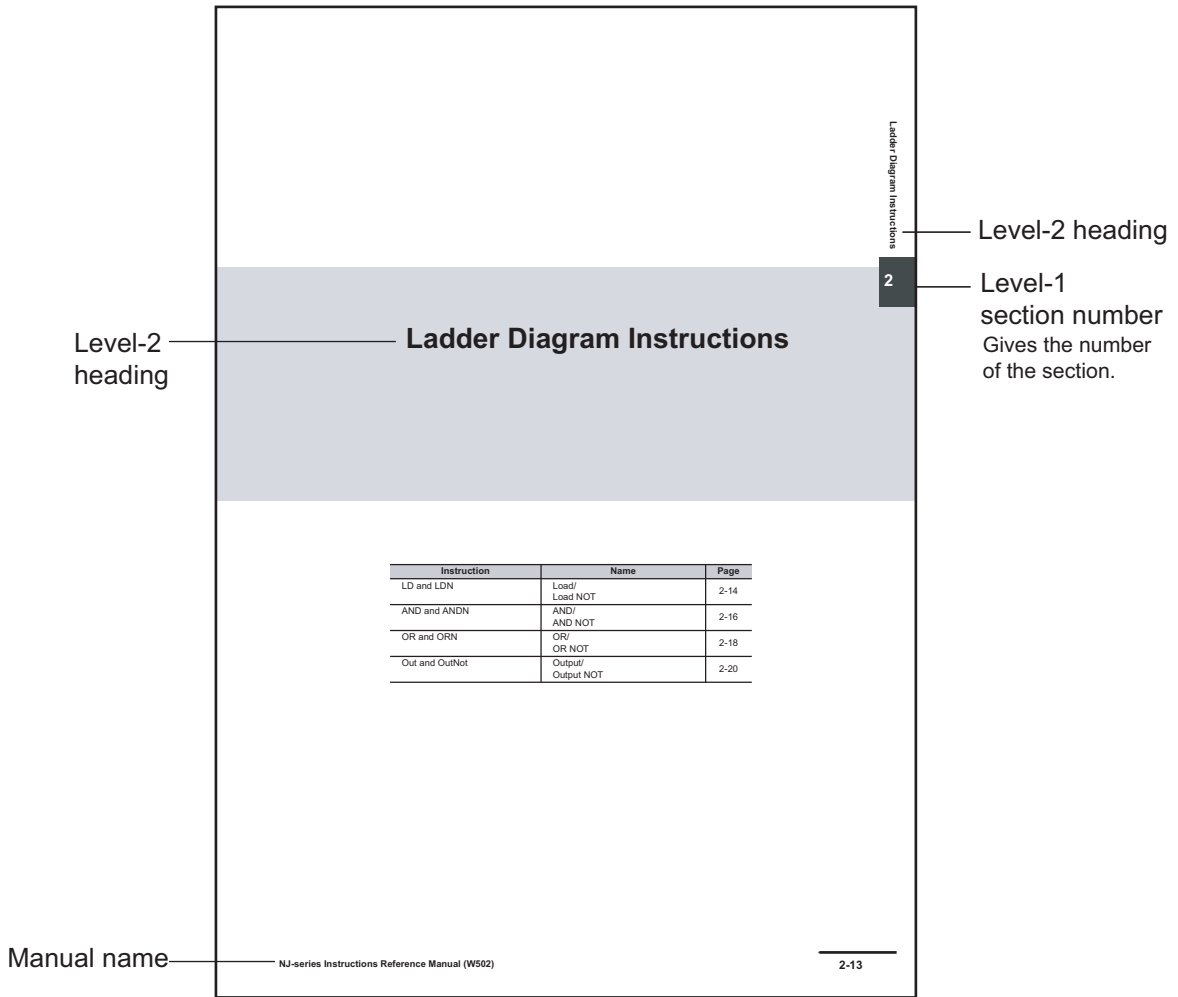 Ladder Diagram Instructions
Level-2 heading
2
Level-1
section number
Gives the number
of the section.
Level-2
heading
Ladder Diagram Instructions
Instruction Name Page
LD and LDN Load/
Load NOT 2-14
AND and ANDN AND/
AND NOT 2-16
OR and ORN OR/
OR NOT 2-18
Out and OutNot Output/
Output NOT 2-20
Manual name
NJ-series Instructions Reference Manual (W502)
2-13